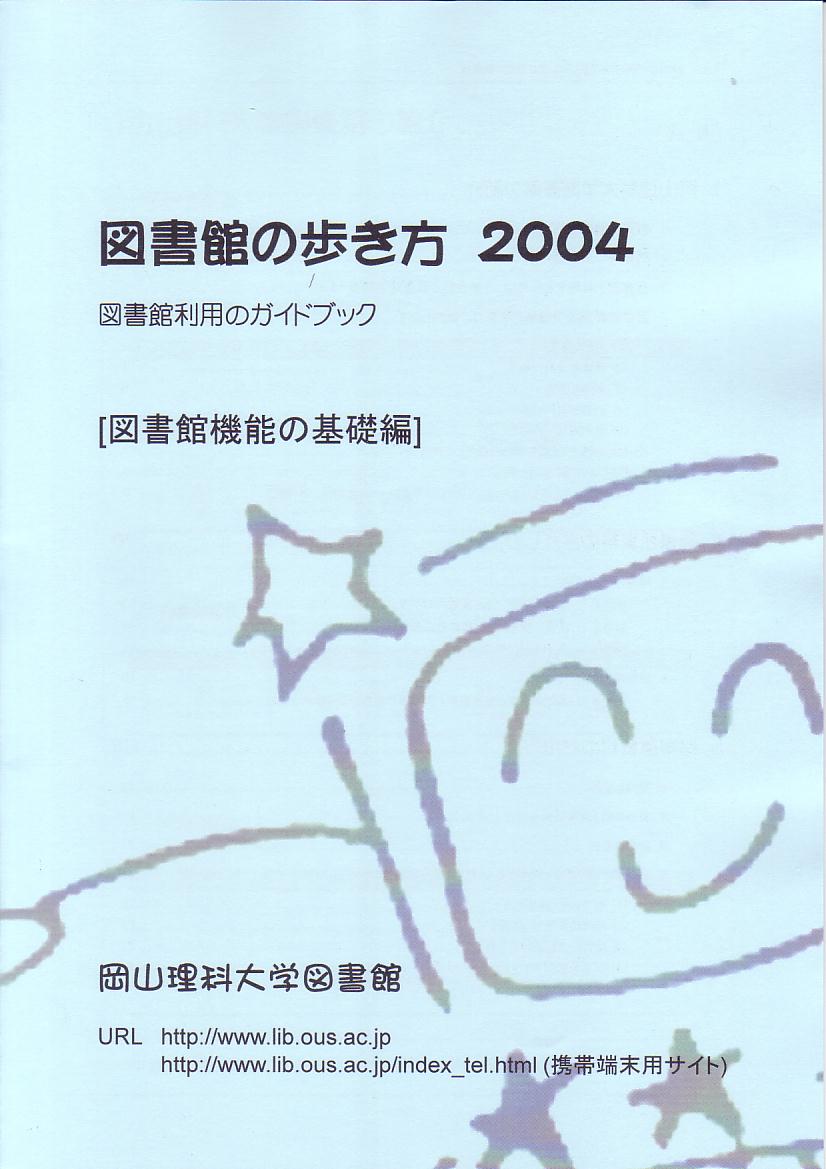 図書館の歩き方 2004
図書館利用のガイドブック
[図書館機能の基礎編]
岡山理科大学図書館
URL http://www.lib.ous.ac.jp
http://www.lib.ous.ac.jp/index_tel.html (携帯端末用サイト)